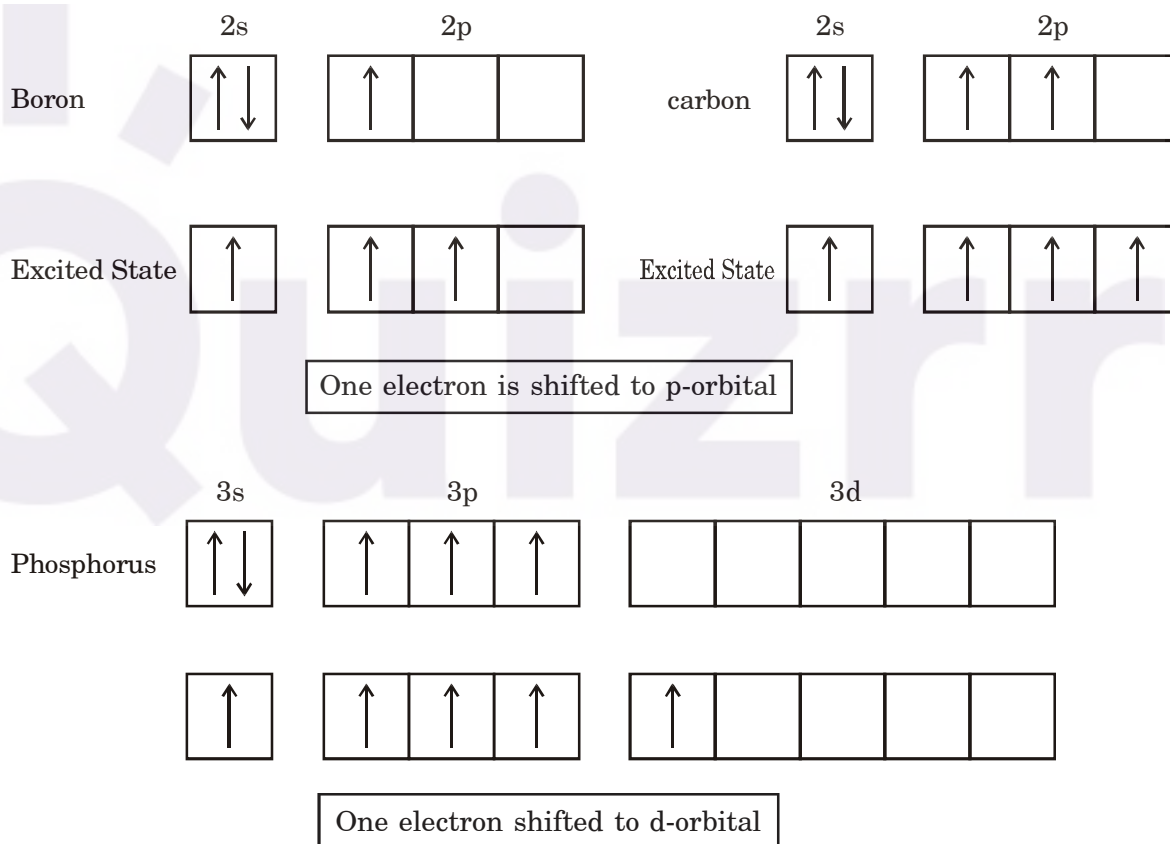 2s 2p 2s 2p
Boron carbon
Excited State Excited State
One electron is shifted to p-orbital
3s 3p 3d
Phosphorus
One electron shifted to d-orbital
Quizrr